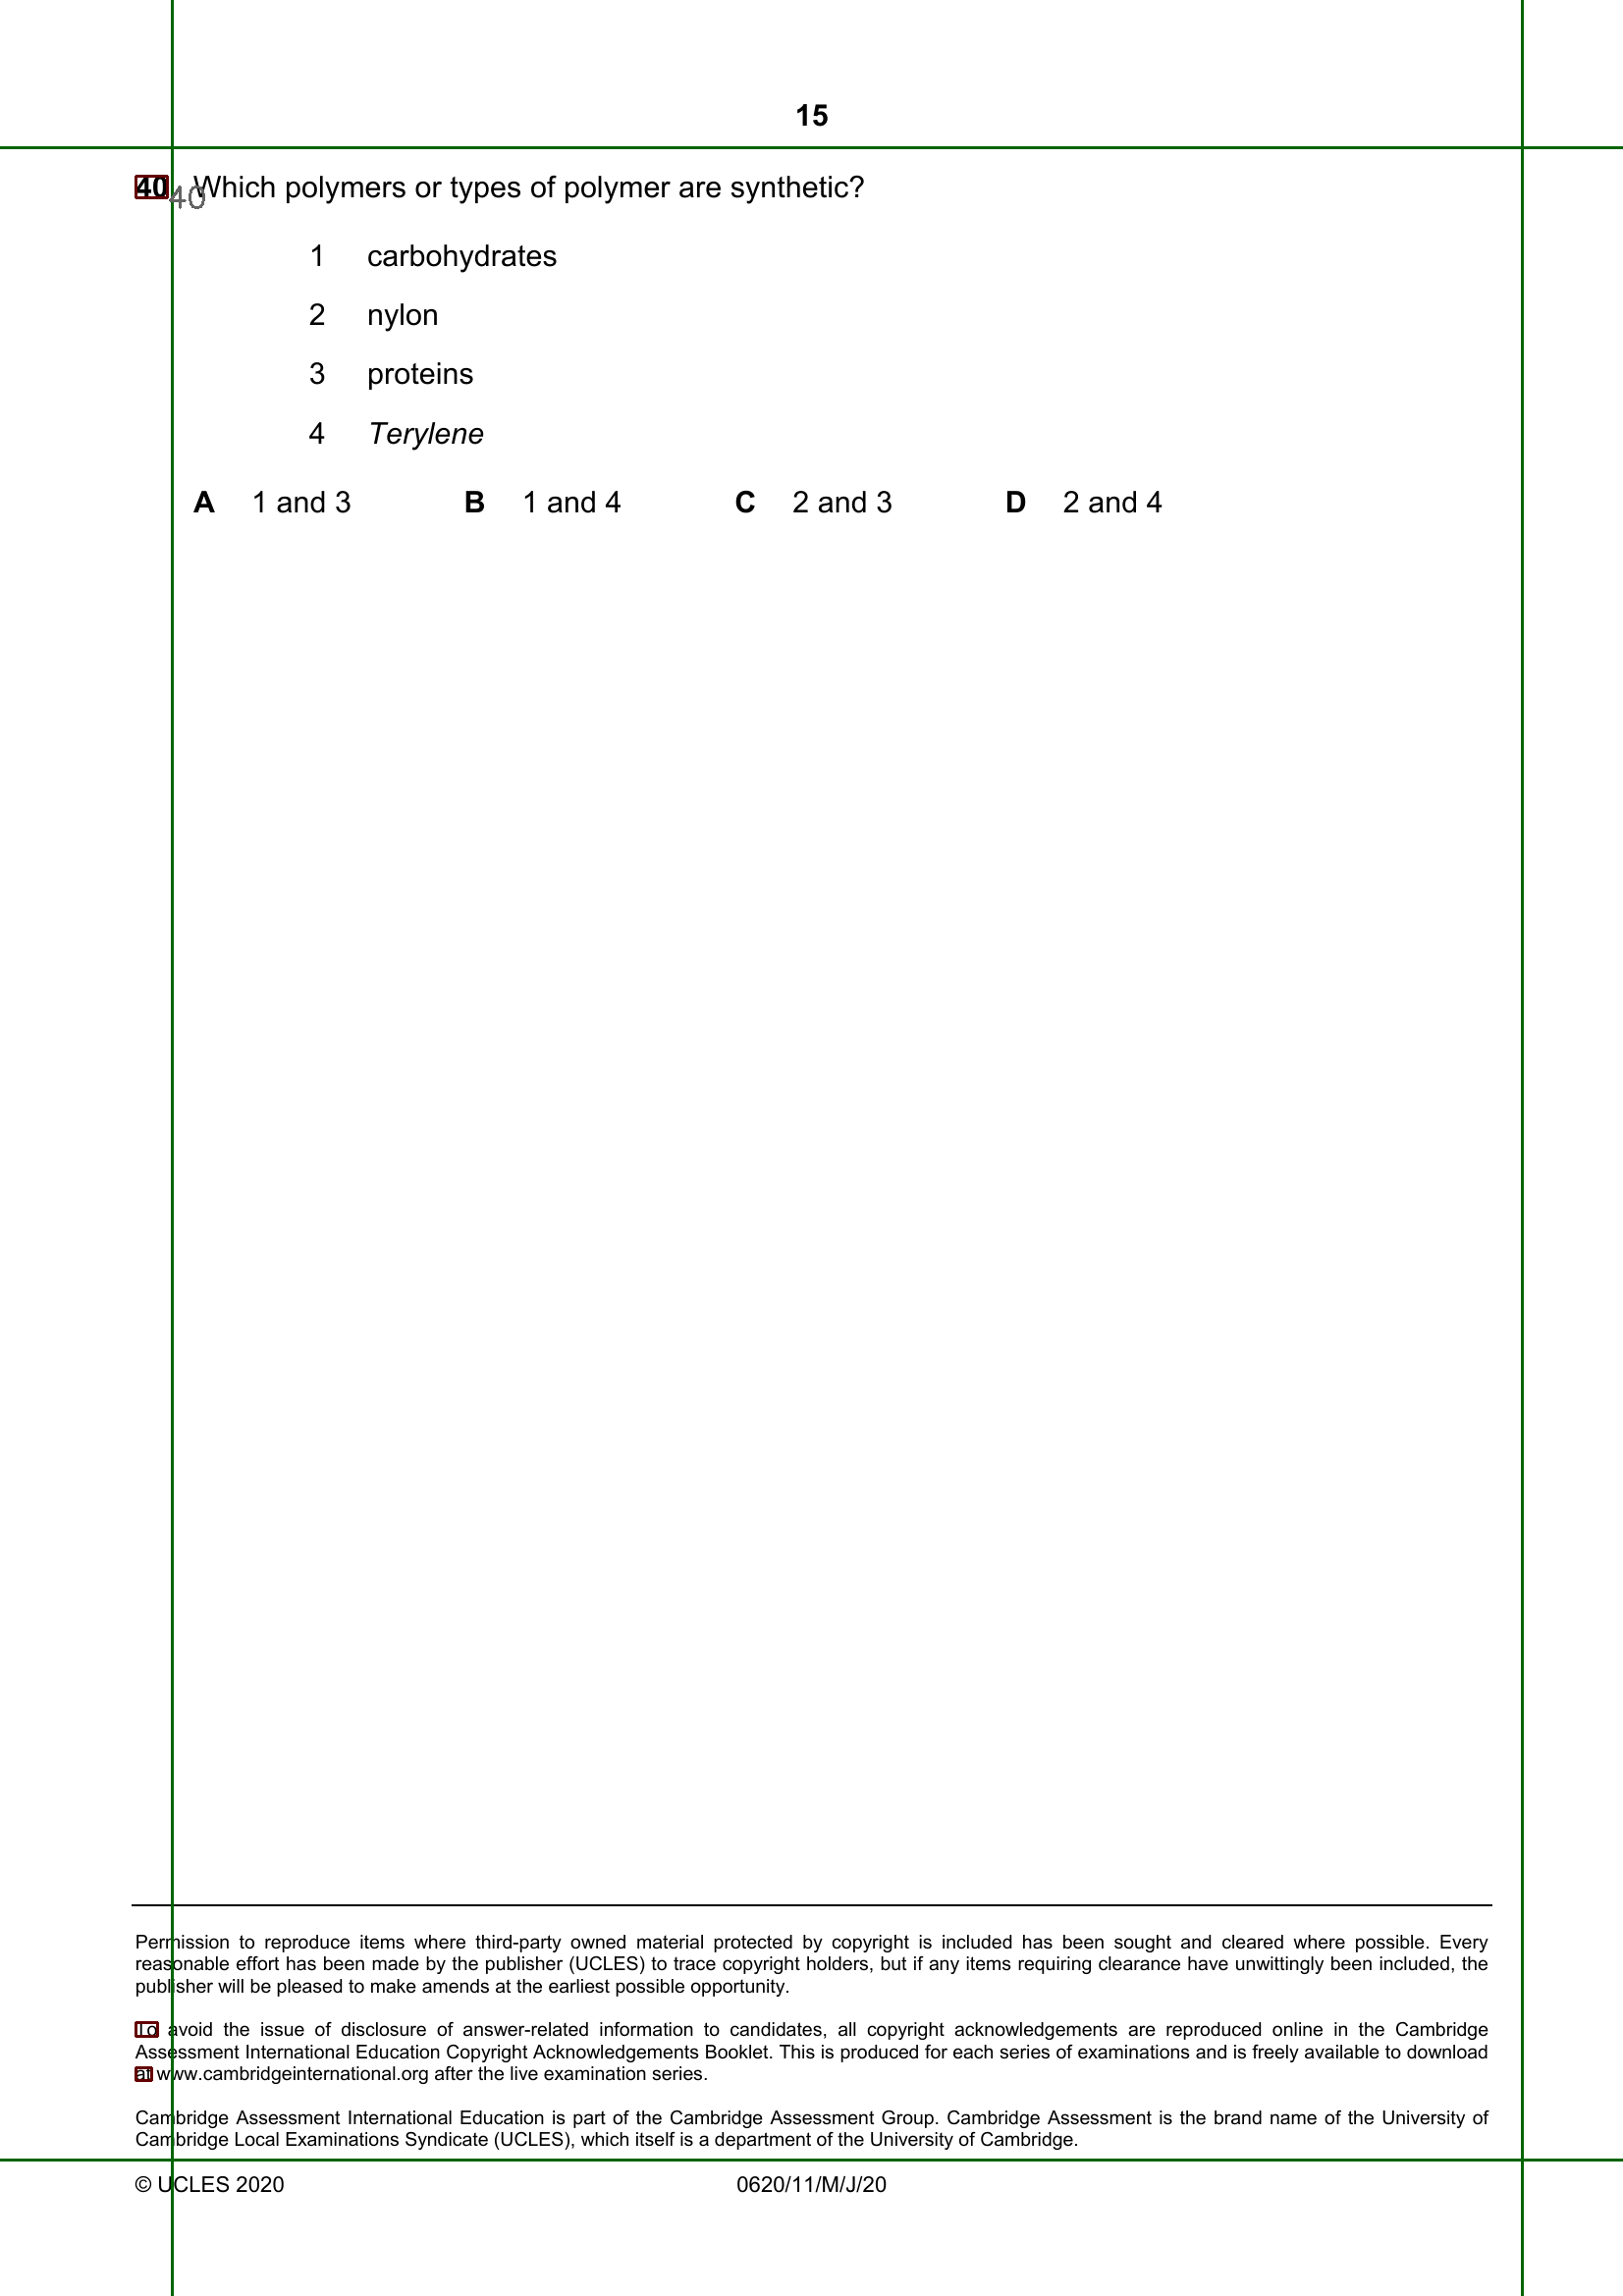 15
40 40 Which polymers or types of polymer are synthetic?
1 carbohydrates
2 nylon
3 proteins
4 Terylene
A 1 and 3 B 1 and 4 C 2 and 3 D 2 and 4
Permission to reproduce items where third-party owned material protected by copyright is included has been sought and cleared where possible. Every
reasonable effort has been made by the publisher (UCLES) to trace copyright holders, but if any items requiring clearance have unwittingly been included, the
publisher will be pleased to make amends at the earliest possible opportunity.
To avoid the issue of disclosure of answer-related information to candidates, all copyright acknowledgements are reproduced online in the Cambridge
Assessment International Education Copyright Acknowledgements Booklet. This is produced for each series of examinations and is freely available to download
at www.cambridgeinternational.org after the live examination series.
Cambridge Assessment International Education is part of the Cambridge Assessment Group. Cambridge Assessment is the brand name of the University of
Cambridge Local Examinations Syndicate (UCLES), which itself is a department of the University of Cambridge.
© UCLES 2020 0620/11/M/J/20